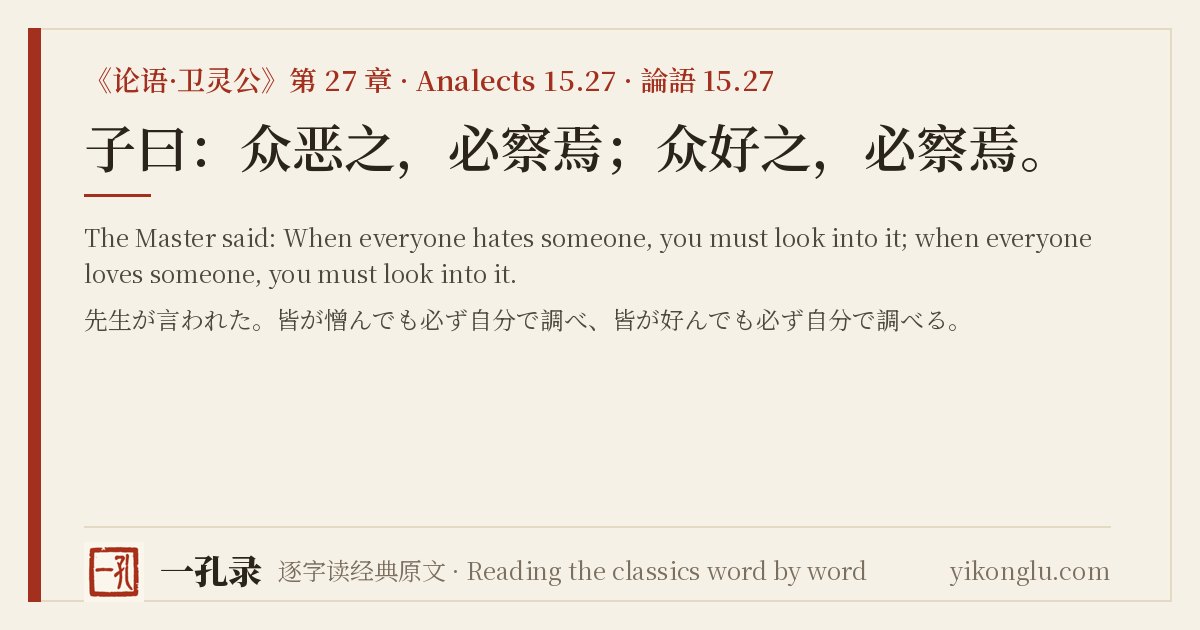 《论语·卫灵公》第 27 章 · Analects 15.27 · 論語 15.27
子曰：众恶之，必察焉；众好之，必察焉。
The Master said: When everyone hates someone, you must look into it; when everyone
loves someone, you must look into it.
先生が言われた。皆が憎んでも必ず自分で調べ、皆が好んでも必ず自分で調べる。
一孔
一孔录 逐字读经典原文 · Reading the classics word by word yikonglu.com